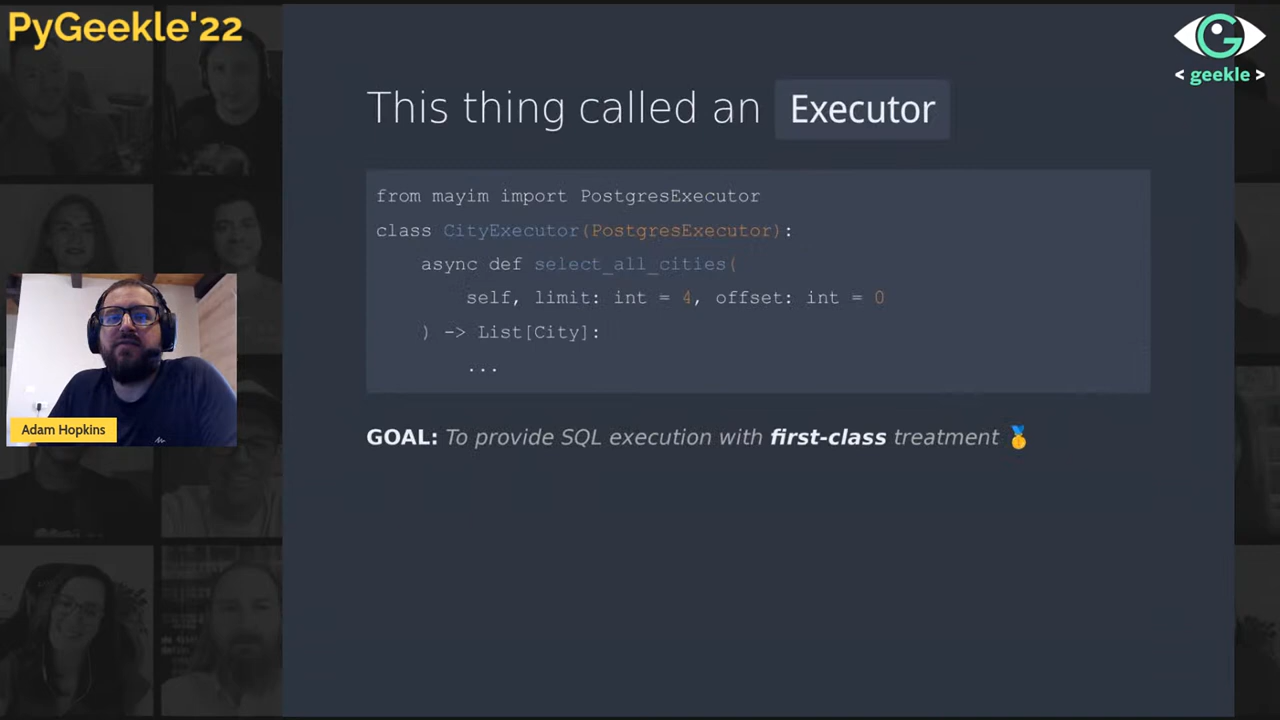 PyGeekle'22
< geekle >
This thing called an Executor
from mayim import PostgresExecutor
class CityExecutor(PostgresExecutor):
async def select_all_cities(
self, limit: int = 4, offset: int = 0
) -> List[City]:
...
GOAL: To provide SQL execution with first-class treatment 🏅
Adam Hopkins